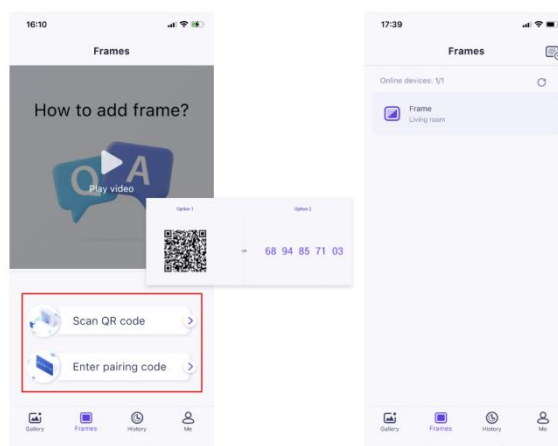 16:10
Frames
How to add frame?
Q A
Play video
Option 1
Option 2
OR
68 94 85 71 03
Scan QR code
Enter pairing code
Gallery
Frames
History
Me
17:39
Frames
Online devices: 1/1
Frame
Living room
Gallery
Frames
History
Me